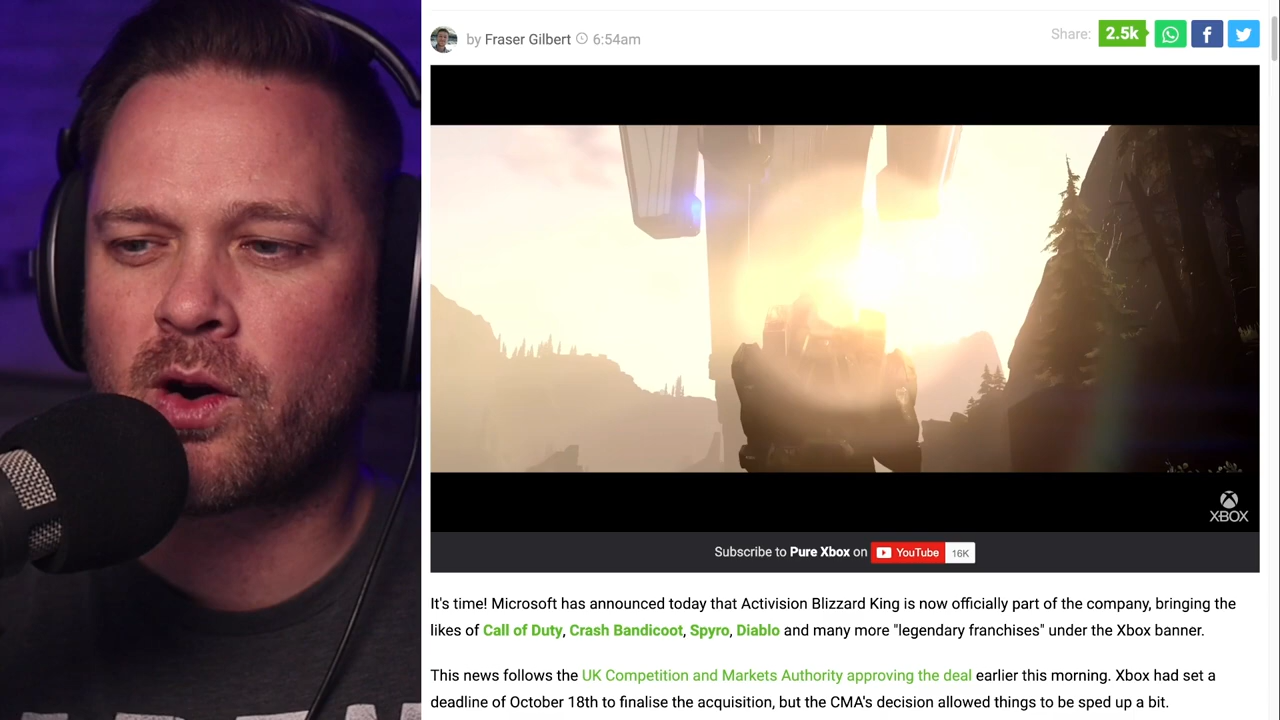 by Fraser Gilbert 6:54am
Share: 2.5k
XBOX
Subscribe to Pure Xbox on YouTube 16K
It's time! Microsoft has announced today that Activision Blizzard King is now officially part of the company, bringing the
likes of Call of Duty, Crash Bandicoot, Spyro, Diablo and many more "legendary franchises" under the Xbox banner.
This news follows the UK Competition and Markets Authority approving the deal earlier this morning. Xbox had set a
deadline of October 18th to finalise the acquisition, but the CMA's decision allowed things to be sped up a bit.